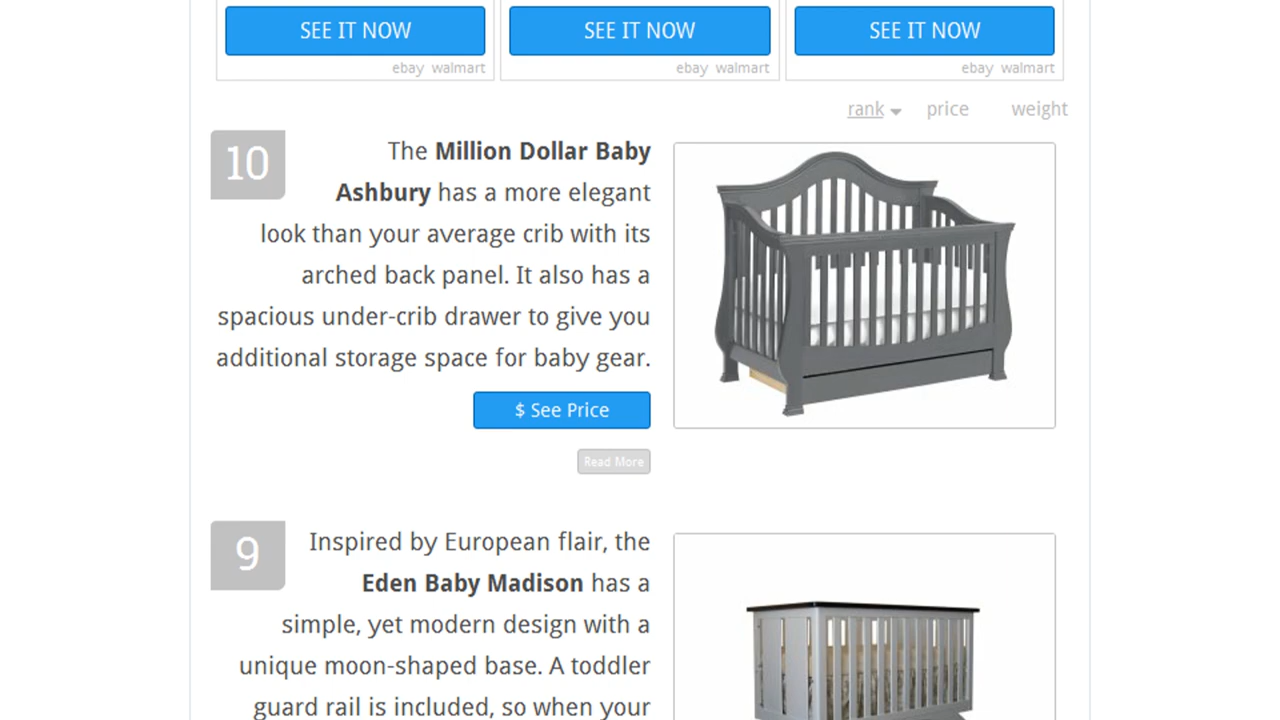 SEE IT NOW SEE IT NOW SEE IT NOW
ebay walmart ebay walmart ebay walmart
rank price weight
10
The Million Dollar Baby
Ashbury has a more elegant
look than your average crib with its
arched back panel. It also has a
spacious under-crib drawer to give you
additional storage space for baby gear.
$ See Price
Read More
9
Inspired by European flair, the
Eden Baby Madison has a
simple, yet modern design with a
unique moon-shaped base. A toddler
guard rail is included, so when your